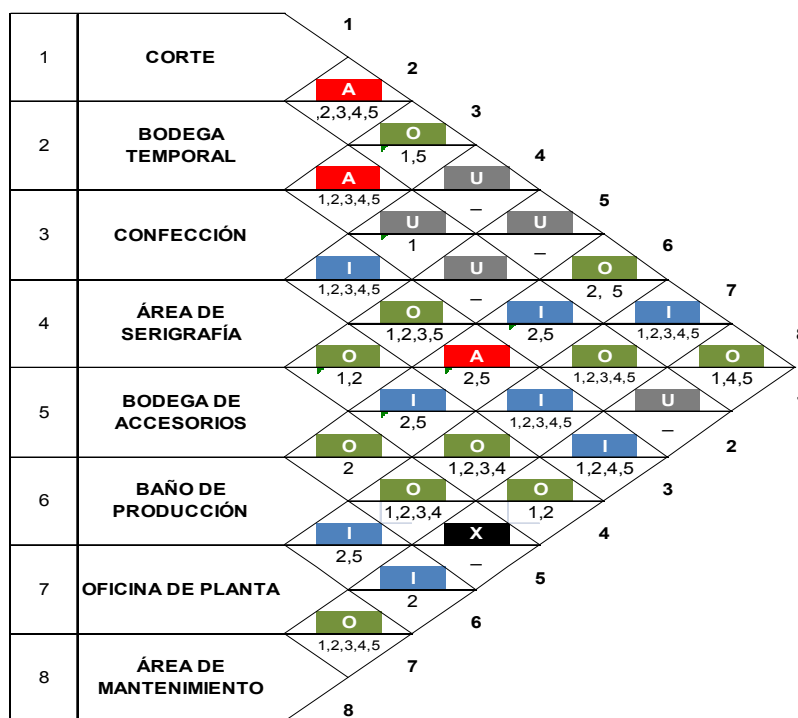 1
1
CORTE
2
A
,2,3,4,5
3
2
BODEGA
TEMPORAL
O
1,5
4
A
1,2,3,4,5
U
_
5
3
CONFECCIÓN
U
1
U
_
6
I
1,2,3,4,5
U
_
O
2, 5
7
4
ÁREA DE
SERIGRAFÍA
O
1,2,3,5
I
2,5
I
1,2,3,4,5
O
1,2
A
2,5
O
1,2,3,4,5
O
1,4,5
5
BODEGA DE
ACCESORIOS
I
2,5
I
1,2,3,4,5
U
_
2
O
2
O
1,2,3,4
I
1,2,4,5
3
6
BAÑO DE
PRODUCCIÓN
O
1,2,3,4
O
1,2
4
I
2,5
X
_
5
7
OFICINA DE PLANTA
I
2
6
O
1,2,3,4,5
7
8
ÁREA DE
MANTENIMIENTO
8